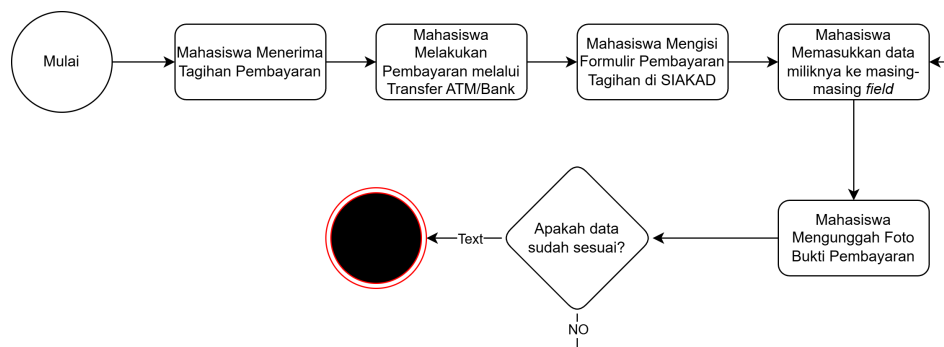 Mulai
Mahasiswa Menerima
Tagihan Pembayaran
Mahasiswa
Melakukan
Pembayaran melalui
Transfer ATM/Bank
Mahasiswa Mengisi
Formulir Pembayaran
Tagihan di SIAKAD
Mahasiswa
Memasukkan data
miliknya ke masing-
masing field
Mahasiswa
Mengunggah Foto
Bukti Pembayaran
Apakah data
sudah sesuai?
Text
NO